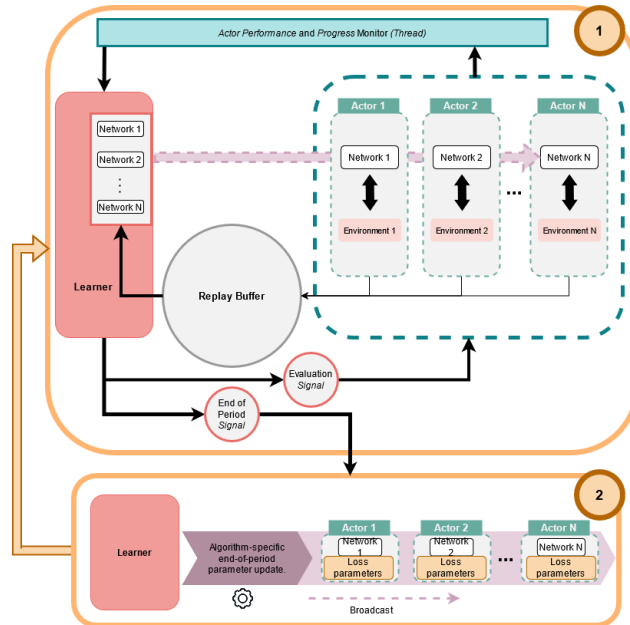 Actor Performance and Progress Monitor (Thread)
1
Actor 1
Actor 2
Actor N
Network 1
Network 2
⋮
Network N
Network 1
Network 2
Network N
...
Environment 1
Environment 2
Environment N
Learner
Replay Buffer
Evaluation
Signal
End of
Period
Signal
2
Learner
Algorithm-specific
end-of-period
parameter update.
Actor 1
Actor 2
Actor N
Network
1
Network
2
Network N
...
Loss
parameters
Loss
parameters
Loss
parameters
Broadcast